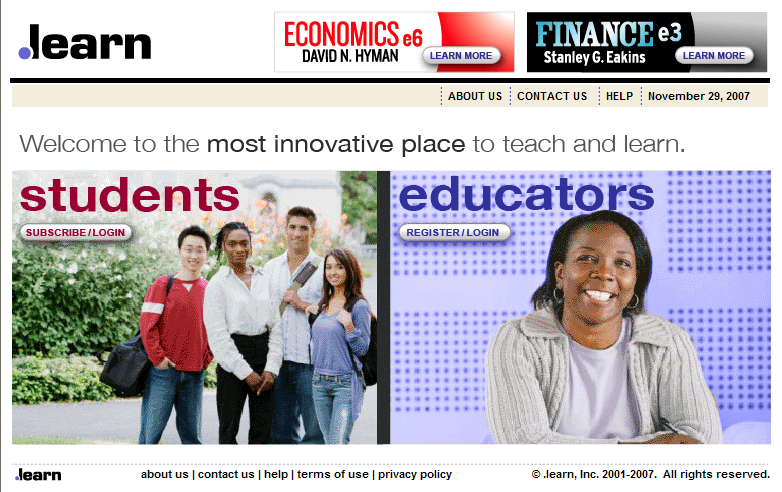 .learn
ECONOMICS e6
DAVID N. HYMAN
LEARN MORE
FINANCE e3
Stanley G. Eakins
LEARN MORE
ABOUT US CONTACT US HELP November 29, 2007
Welcome to the most innovative place to teach and learn.
students
SUBSCRIBE / LOGIN
educators
REGISTER / LOGIN
.learn
about us | contact us | help | terms of use | privacy policy
© .learn, Inc. 2001-2007. All rights reserved.